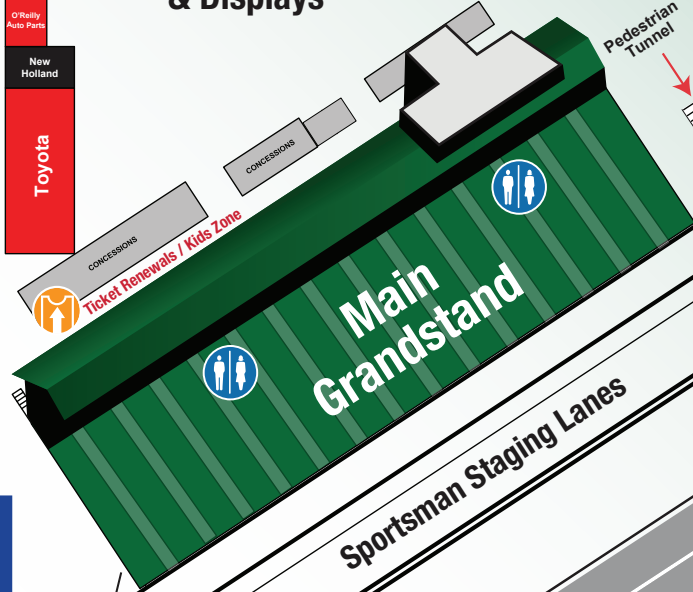 & Displays
O'Reilly
Auto Parts
New
Holland
Toyota
Pedestrian
Tunnel
CONCESSIONS
CONCESSIONS
Ticket Renewals / Kids Zone
Main
Grandstand
Sportsman Staging Lanes